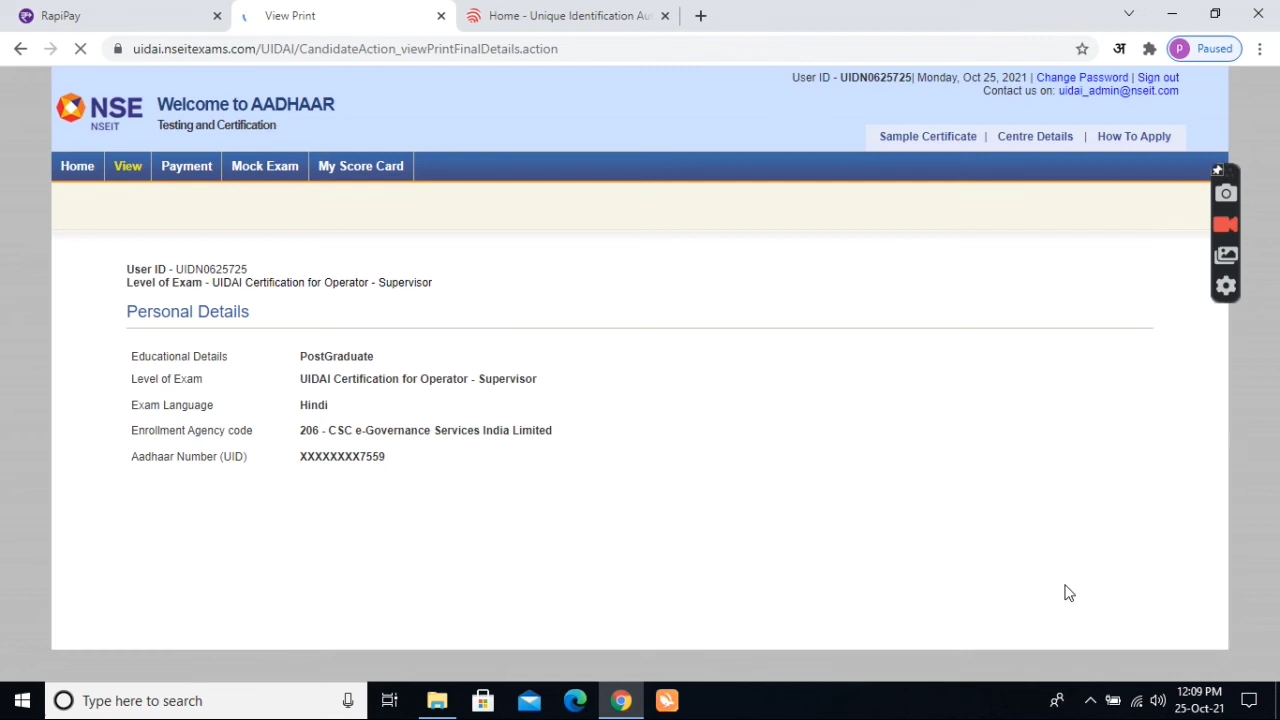 RapiPay
View Print
Home - Unique Identification Au
uidai.nseitexams.com/UIDAI/CandidateAction_viewPrintFinalDetails.action
अ
P Paused
User ID - UIDN0625725| Monday, Oct 25, 2021 | Change Password | Sign out
Contact us on: uidai_admin@nseit.com
NSE
NSEIT
Welcome to AADHAAR
Testing and Certification
Sample Certificate | Centre Details | How To Apply
Home View Payment Mock Exam My Score Card
User ID - UIDN0625725
Level of Exam - UIDAI Certification for Operator - Supervisor
Personal Details
Educational Details PostGraduate
Level of Exam UIDAI Certification for Operator - Supervisor
Exam Language Hindi
Enrollment Agency code 206 - CSC e-Governance Services India Limited
Aadhaar Number (UID) XXXXXXXX7559
Type here to search
12:09 PM
25-Oct-21